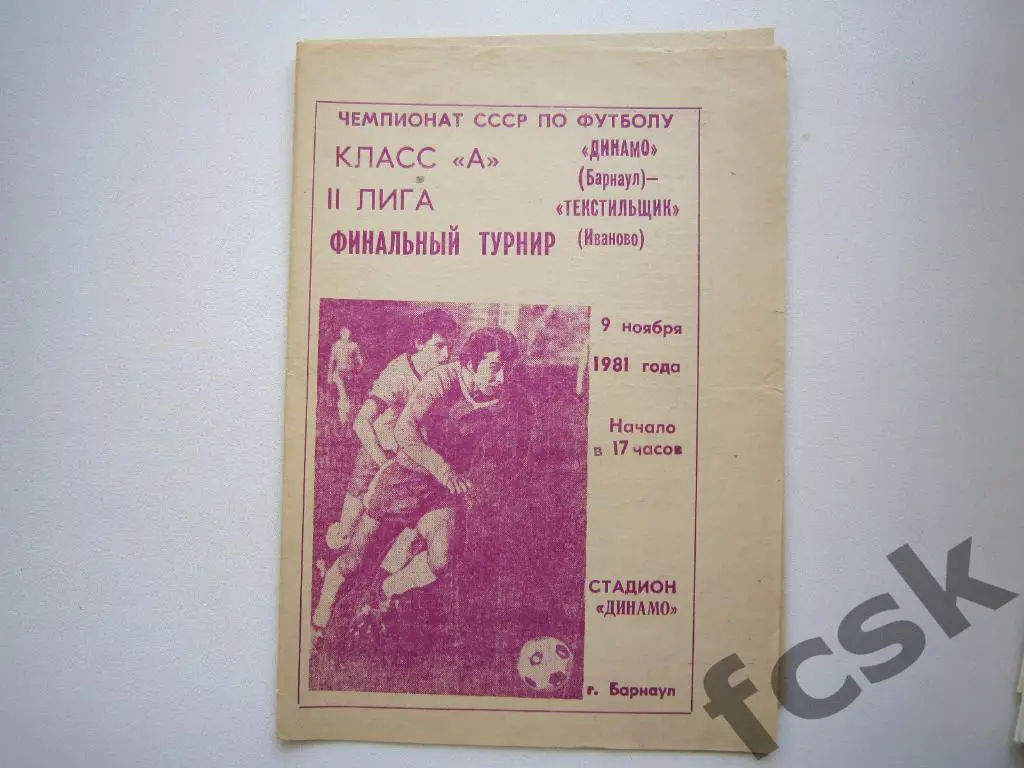 ЧЕМПИОНАТ СССР ПО ФУТБОЛУ
КЛАСС «А»
II ЛИГА
ФИНАЛЬНЫЙ ТУРНИР
«ДИНАМО»
(Барнаул)—
«ТЕКСТИЛЬЩИК»
(Иваново)
9 ноября
1981 года
Начало
в 17 часов
СТАДИОН
«ДИНАМО»
г. Барнаул
fcsk